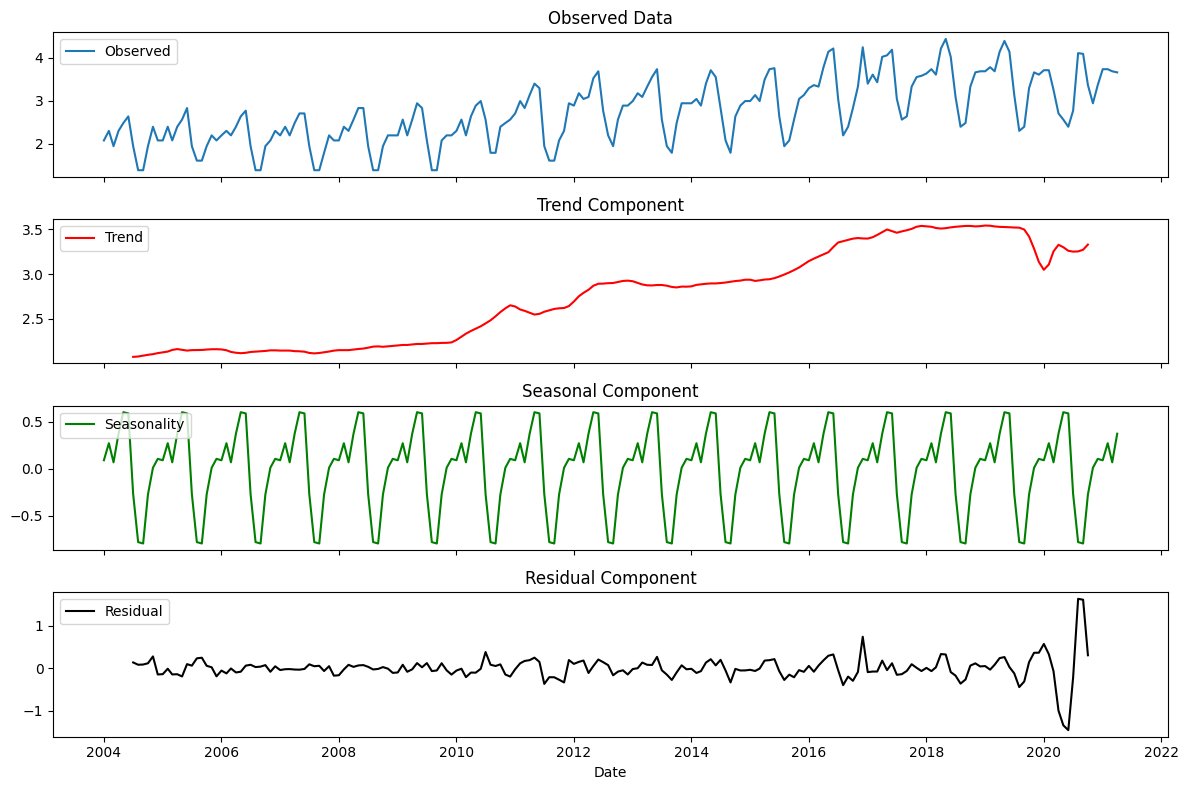 Observed Data
Observed
4
3
2
Trend Component
Trend
3.5
3.0
2.5
Seasonal Component
Seasonality
0.5
0.0
−0.5
Residual Component
Residual
1
0
−1
2004 2006 2008 2010 2012 2014 2016 2018 2020 2022
Date